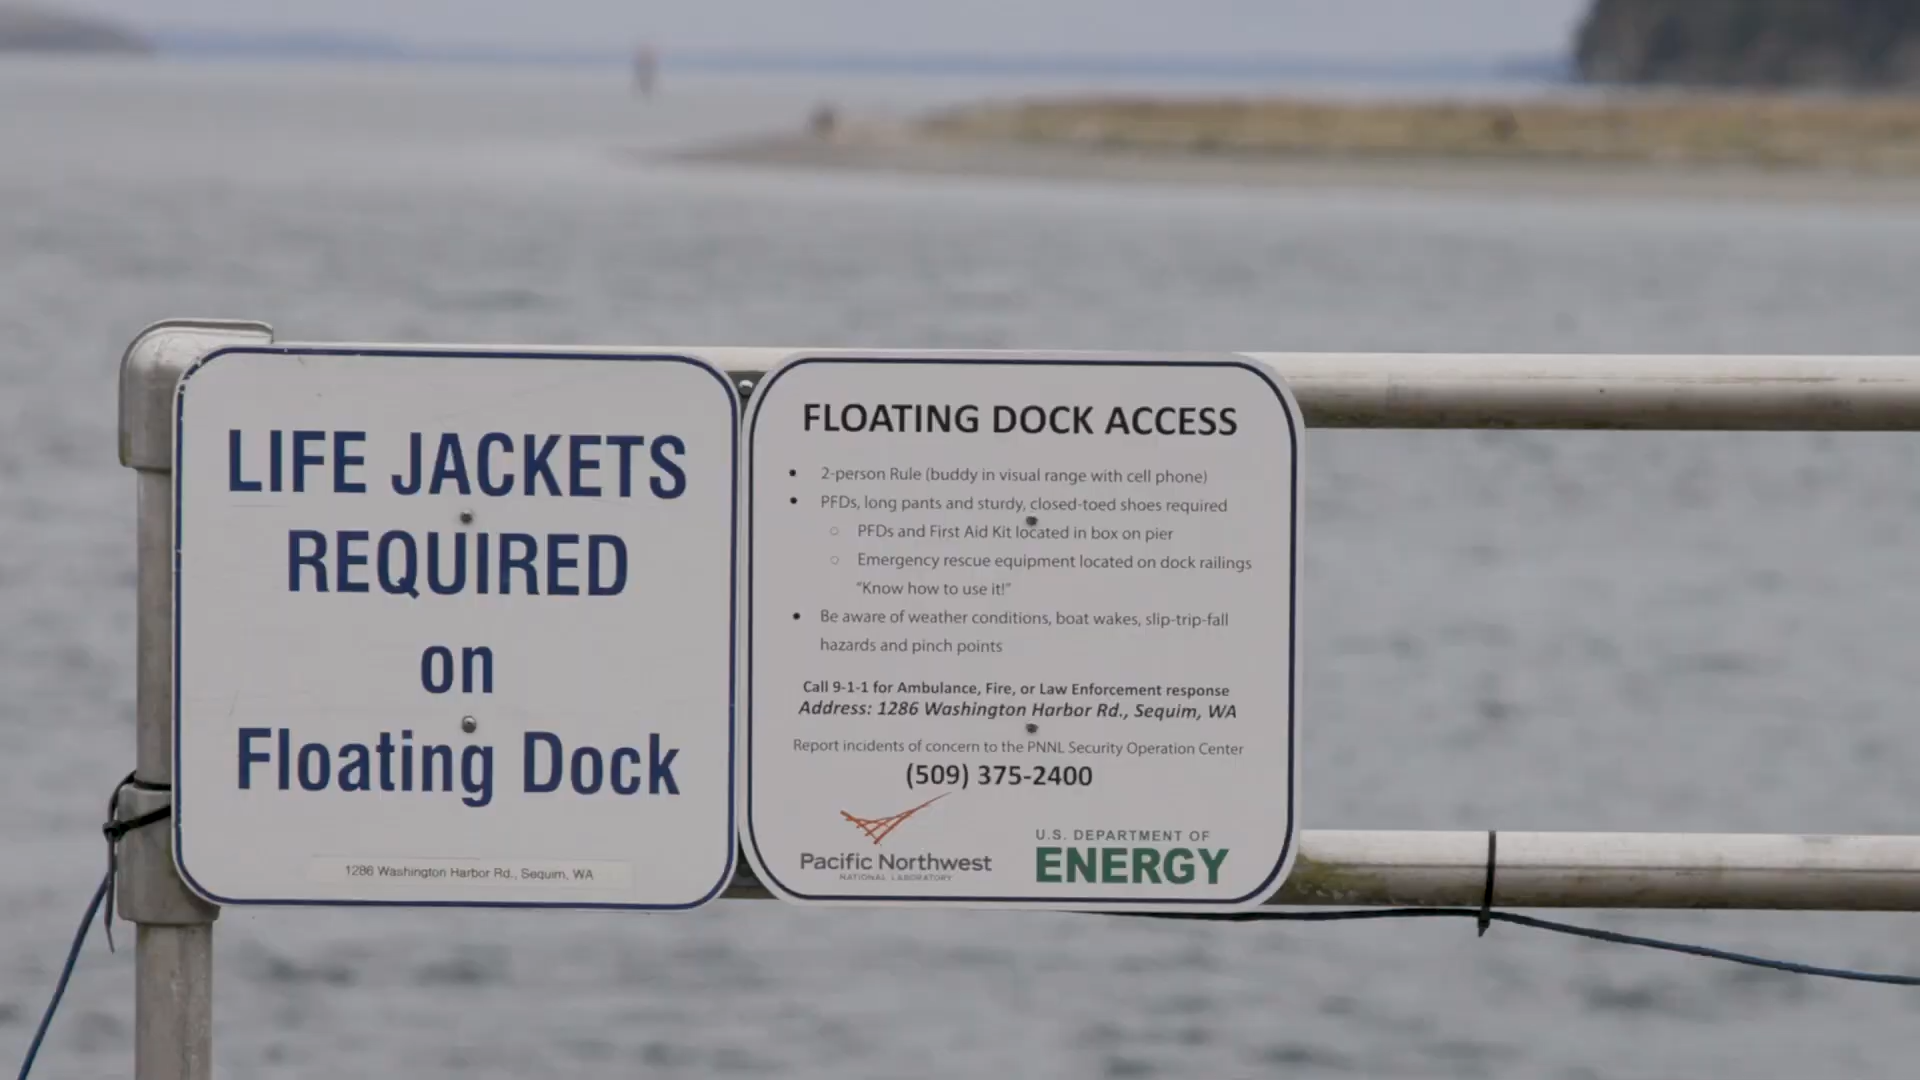 LIFE JACKETS
REQUIRED
on
Floating Dock
1286 Washington Harbor Rd., Sequim, WA
FLOATING DOCK ACCESS
• 2-person Rule (buddy in visual range with cell phone)
• PFDs, long pants and sturdy, closed-toed shoes required
○ PFDs and First Aid Kit located in box on pier
○ Emergency rescue equipment located on dock railings
"Know how to use it!"
• Be aware of weather conditions, boat wakes, slip-trip-fall
hazards and pinch points
Call 9-1-1 for Ambulance, Fire, or Law Enforcement response
Address: 1286 Washington Harbor Rd., Sequim, WA
Report incidents of concern to the PNNL Security Operation Center
(509) 375-2400
Pacific Northwest
NATIONAL LABORATORY
U.S. DEPARTMENT OF
ENERGY